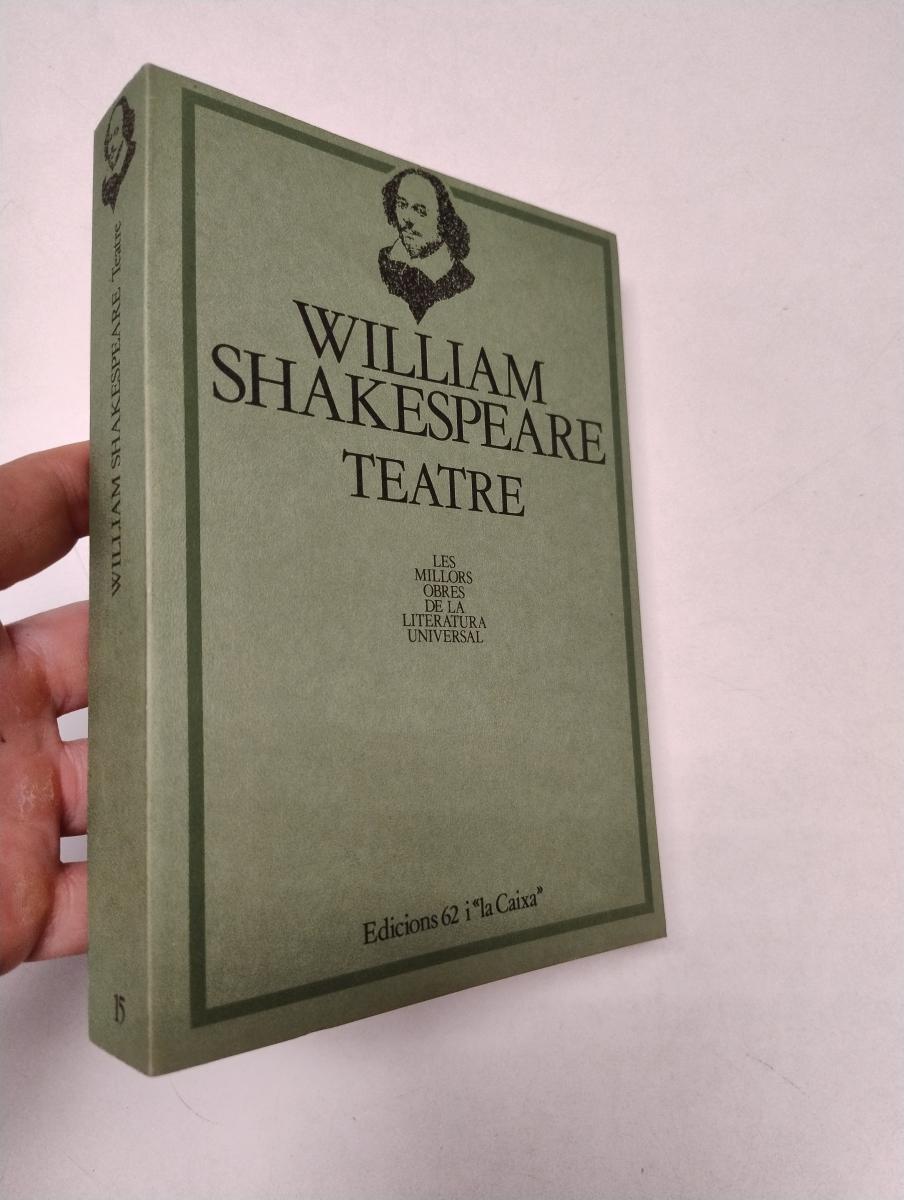 WILLIAM SHAKESPEARE Teatre
15
WILLIAM
SHAKESPEARE
TEATRE
LES
MILLORS
OBRES
DE LA
LITERATURA
UNIVERSAL
Edicions 62 i «la Caixa»